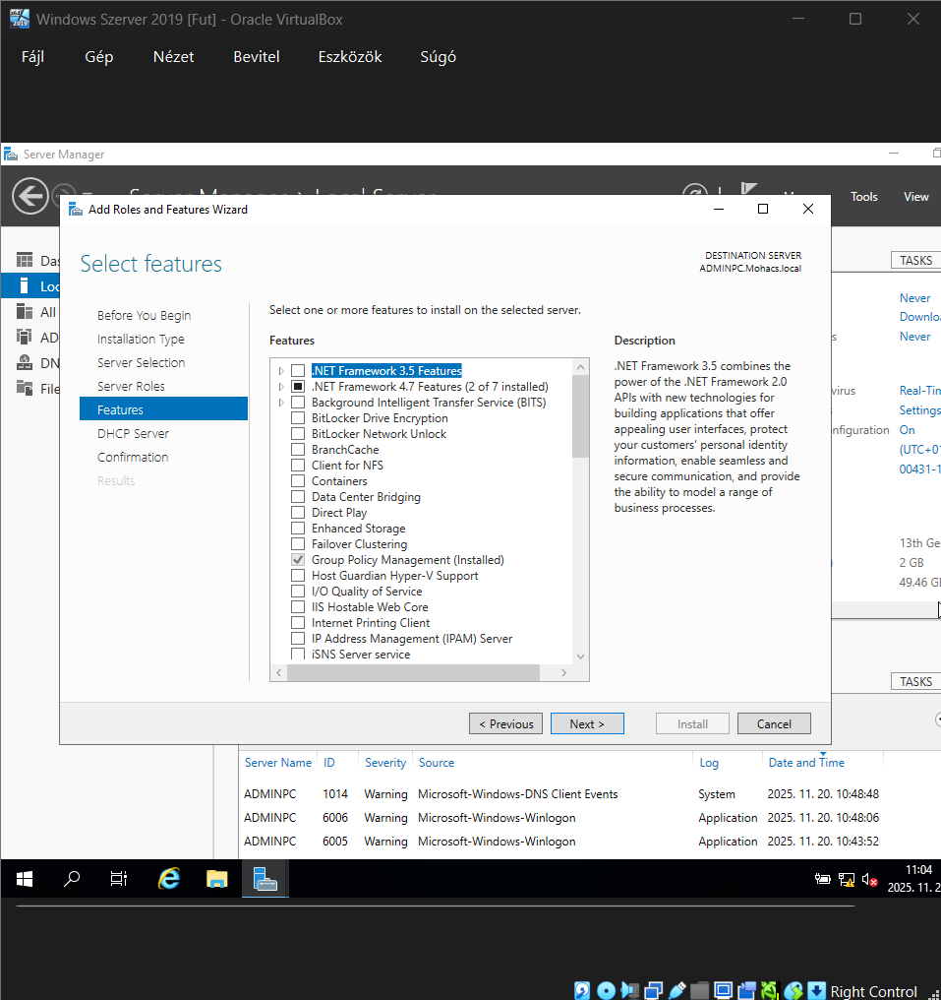 Windows Szerver 2019 [Fut] - Oracle VirtualBox
Fájl Gép Nézet Bevitel Eszközök Súgó
Server Manager
Tools View
Add Roles and Features Wizard
Select features
DESTINATION SERVER
ADMINPC.Mohacs.local
TASKS
Before You Begin
Installation Type
Server Selection
Server Roles
Features
DHCP Server
Confirmation
Results
Select one or more features to install on the selected server.
Features
.NET Framework 3.5 Features
.NET Framework 4.7 Features (2 of 7 installed)
Background Intelligent Transfer Service (BITS)
BitLocker Drive Encryption
BitLocker Network Unlock
BranchCache
Client for NFS
Containers
Data Center Bridging
Direct Play
Enhanced Storage
Failover Clustering
Group Policy Management (Installed)
Host Guardian Hyper-V Support
I/O Quality of Service
IIS Hostable Web Core
Internet Printing Client
IP Address Management (IPAM) Server
iSNS Server service
Description
.NET Framework 3.5 combines the
power of the .NET Framework 2.0
APIs with new technologies for
building applications that offer
appealing user interfaces, protect
your customers' personal identity
information, enable seamless and
secure communication, and provide
the ability to model a range of
business processes.
Never
Downlo
Never
Real-Tim
Settings
On
(UTC+01
00431-1
13th Ge
2 GB
49.46 GB
All
AD
DN
File
TASKS
< Previous Next > Install Cancel
Server Name ID Severity Source Log Date and Time
ADMINPC 1014 Warning Microsoft-Windows-DNS Client Events System 2025. 11. 20. 10:48:48
ADMINPC 6006 Warning Microsoft-Windows-Winlogon Application 2025. 11. 20. 10:48:06
ADMINPC 6005 Warning Microsoft-Windows-Winlogon Application 2025. 11. 20. 10:43:52
11:04
2025. 11. 2
Right Control